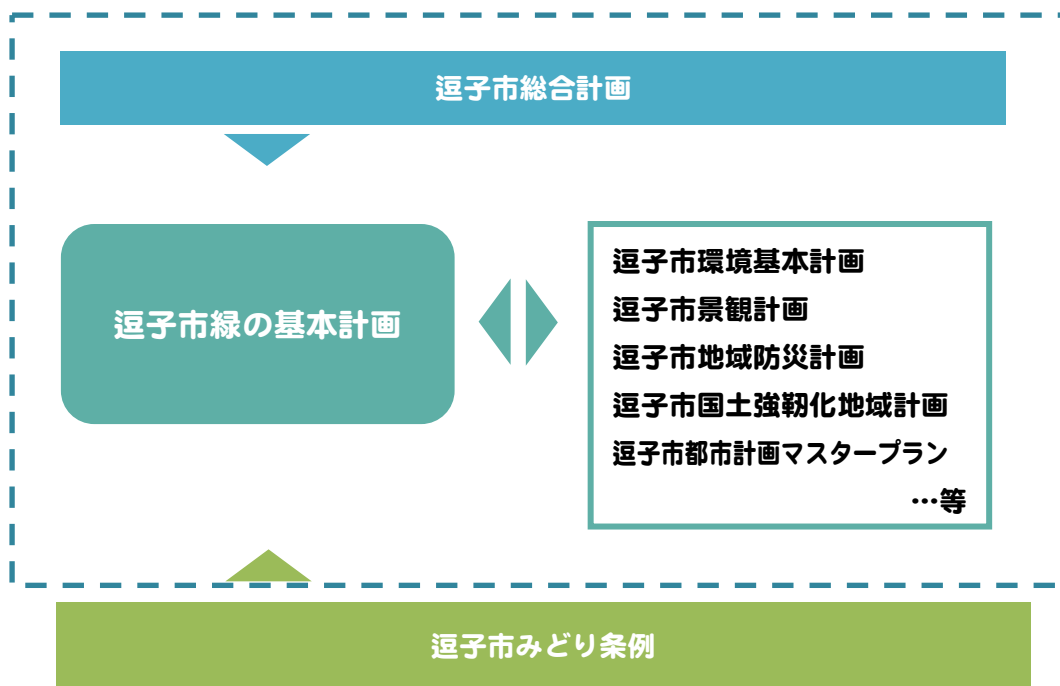 逗子市総合計画
逗子市緑の基本計画
逗子市環境基本計画
逗子市景観計画
逗子市地域防災計画
逗子市国土強靭化地域計画
逗子市都市計画マスタープラン
…等
逗子市みどり条例